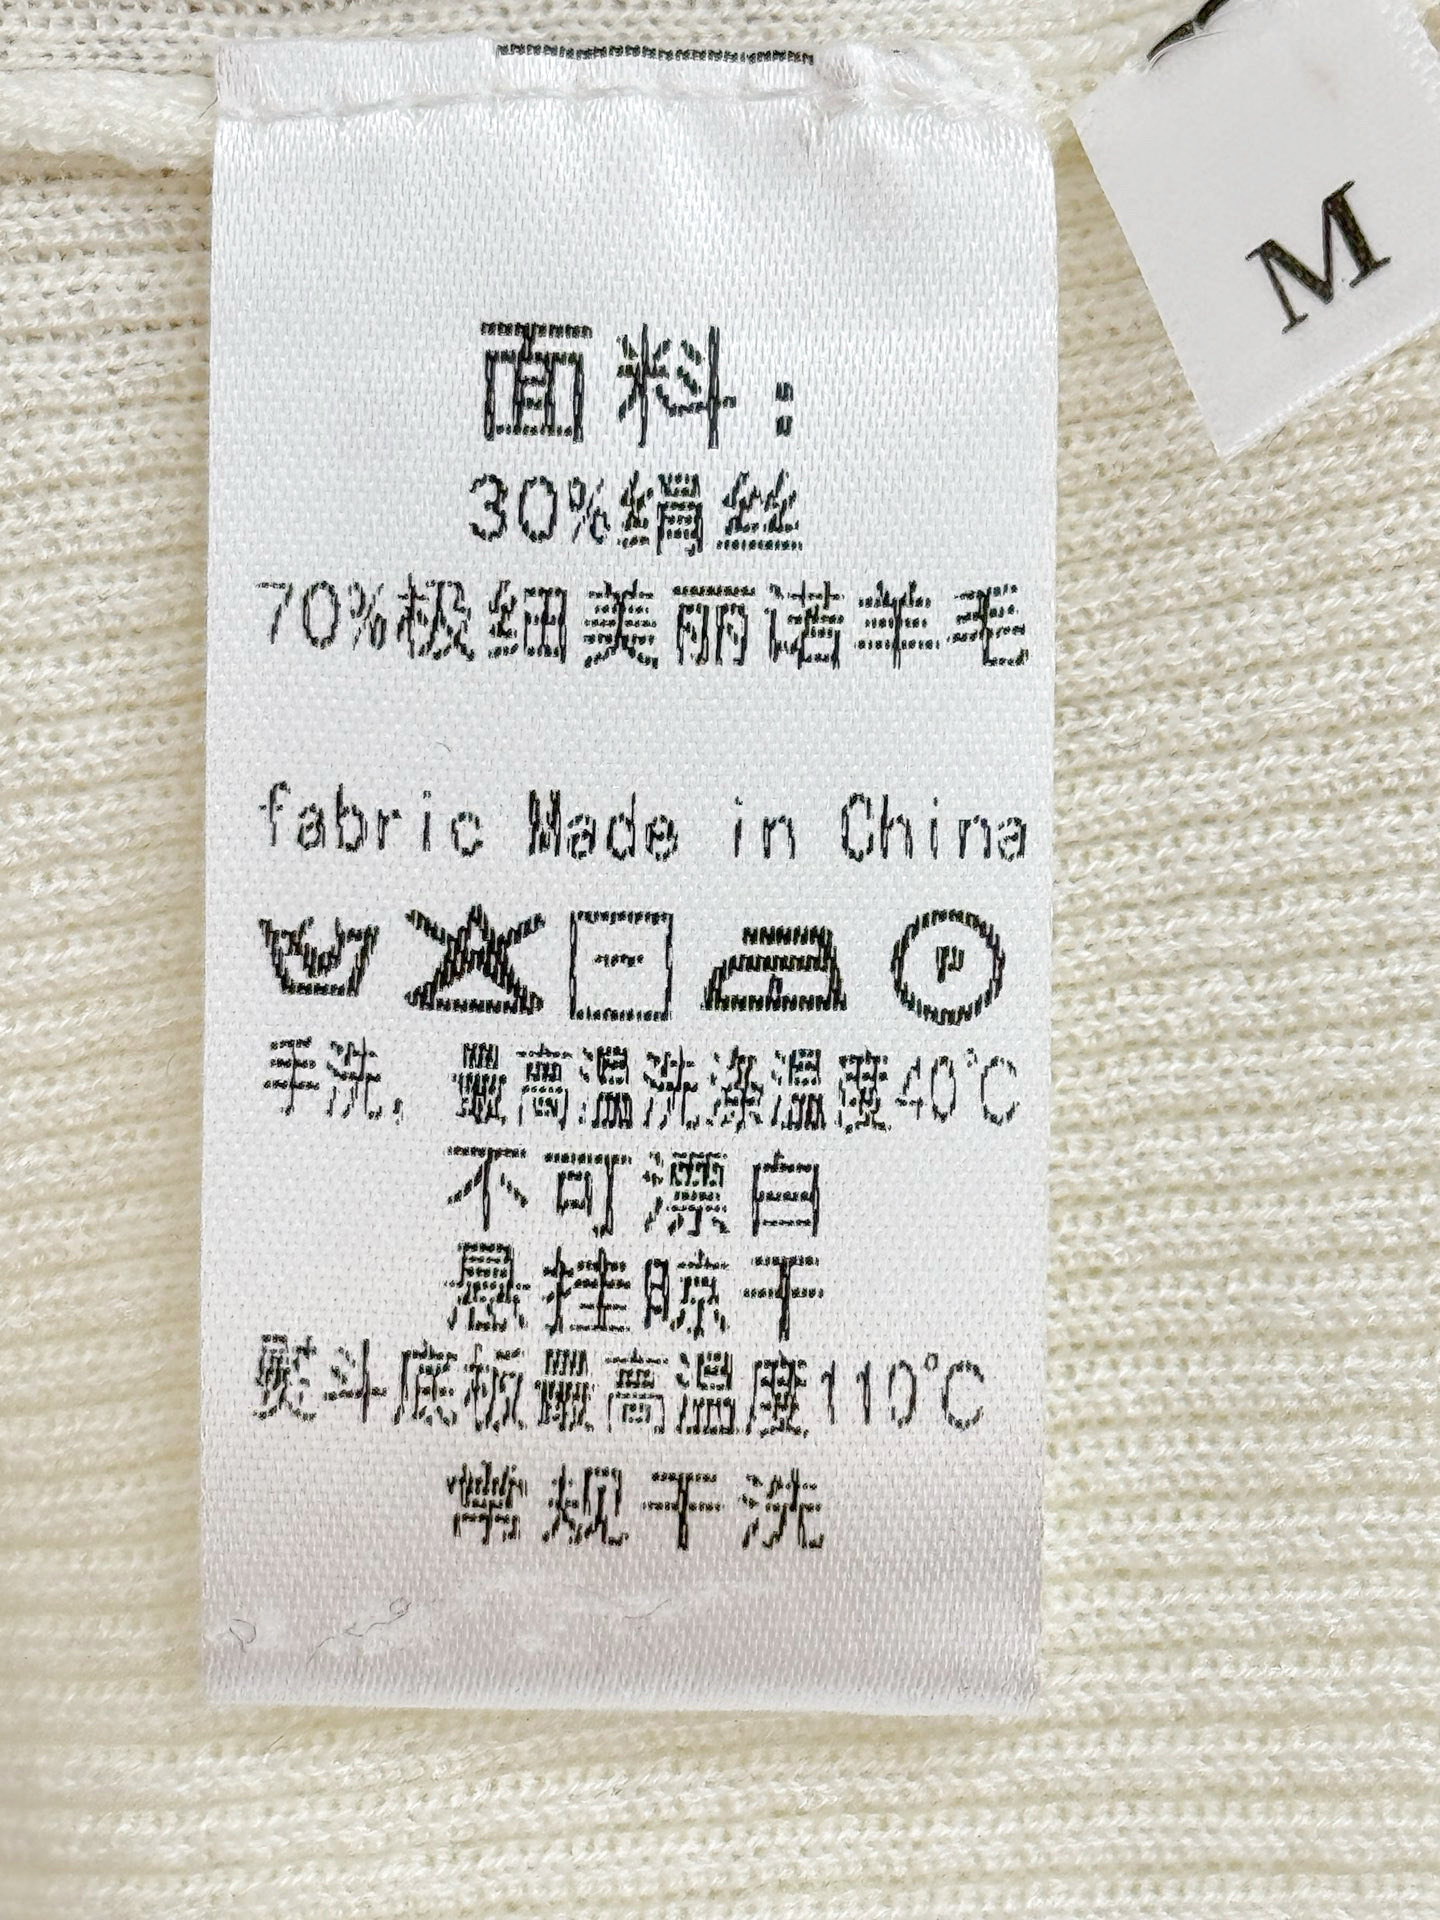 M
面料:
30%绢丝
70%极细美丽诺羊毛
fabric Made in China
P
手洗，最高温洗涤温度40℃
不可漂白
悬挂晾干
熨斗底板最高温度110℃
常规干洗